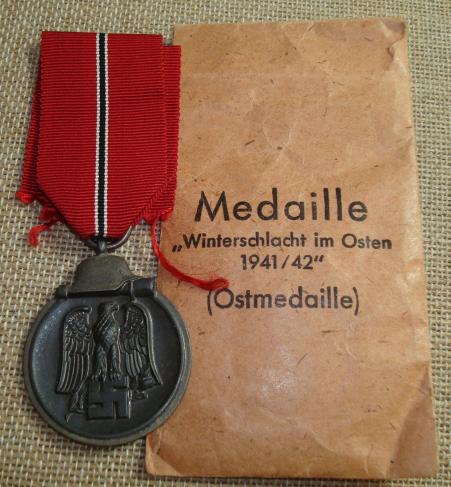 Medaille
„Winterschlacht im Osten
1941/42"
(Ostmedaille)